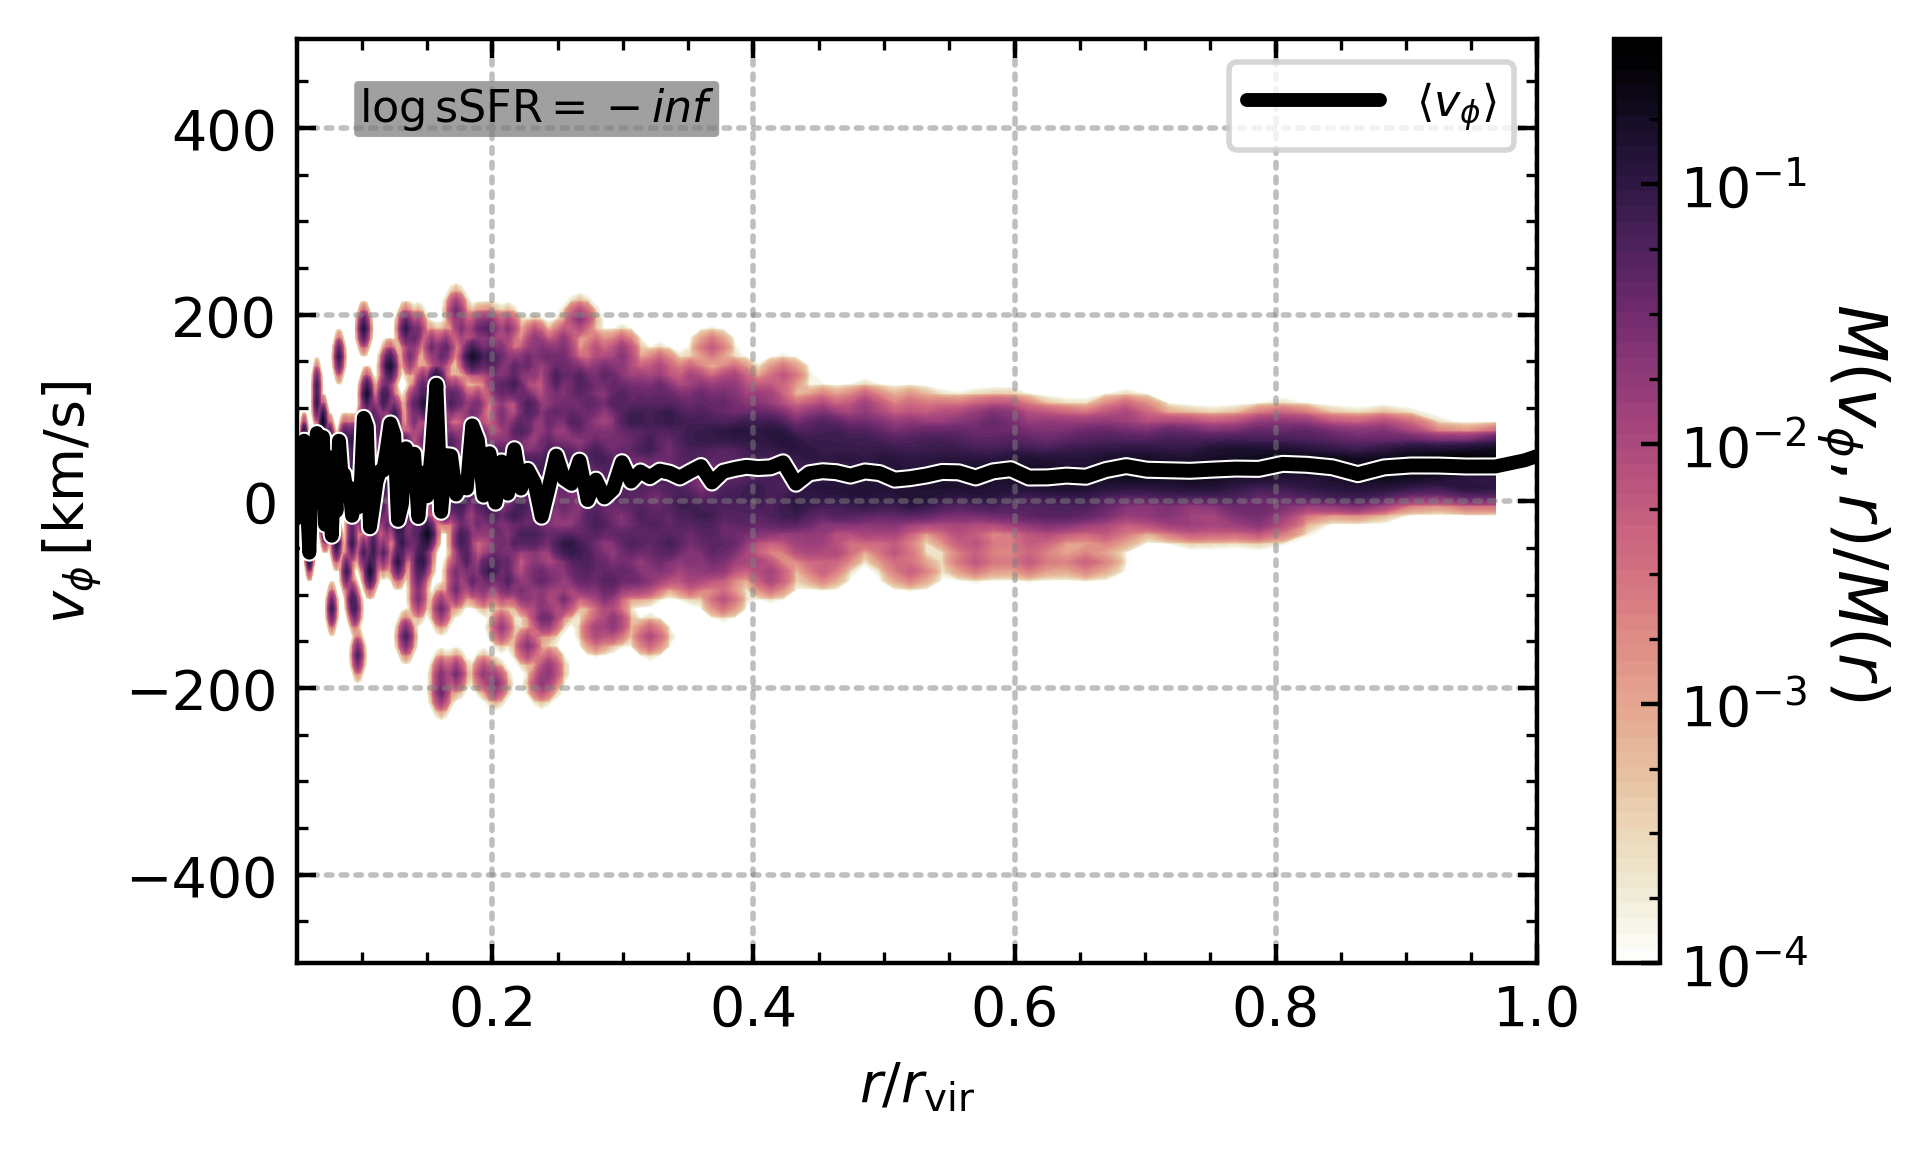 log sSFR = − inf
⟨v_ϕ⟩
400
200
0
−200
−400
v_ϕ [km/s]
0.2 0.4 0.6 0.8 1.0
r/r_vir
10⁻¹
10⁻²
10⁻³
10⁻⁴
M(v_ϕ, r)/M(r)